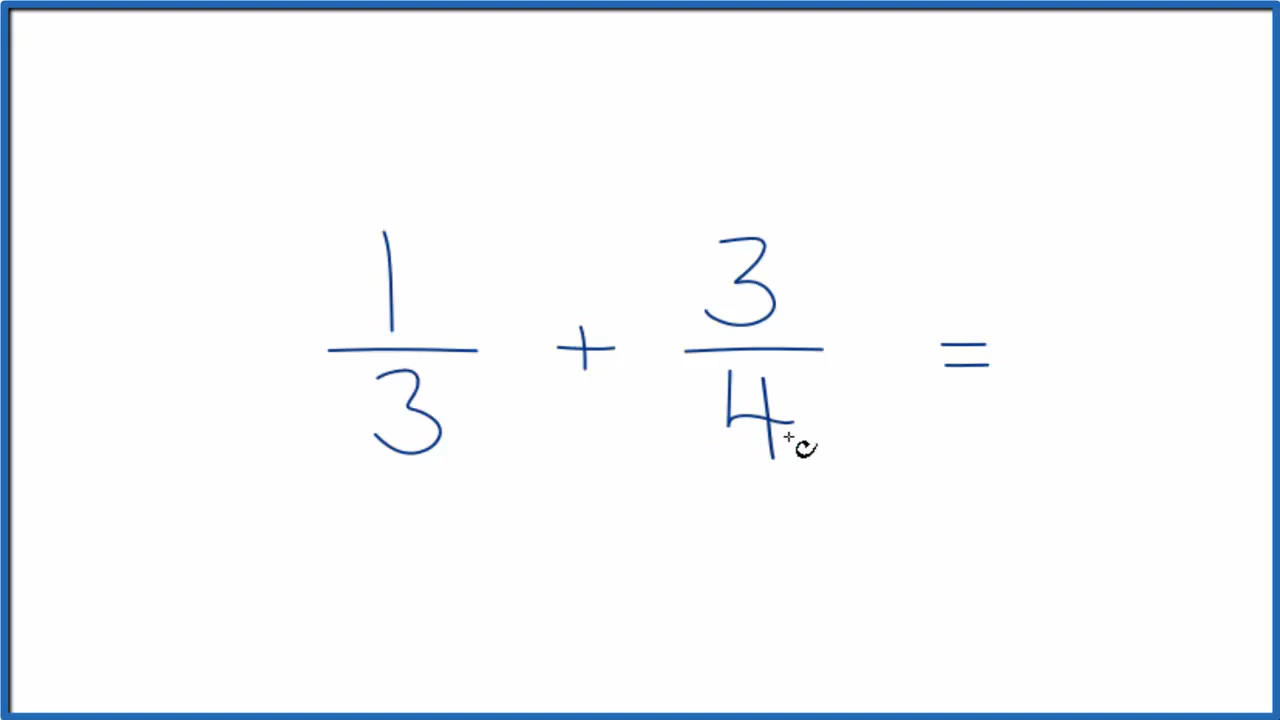 1/3 + 3/4 =